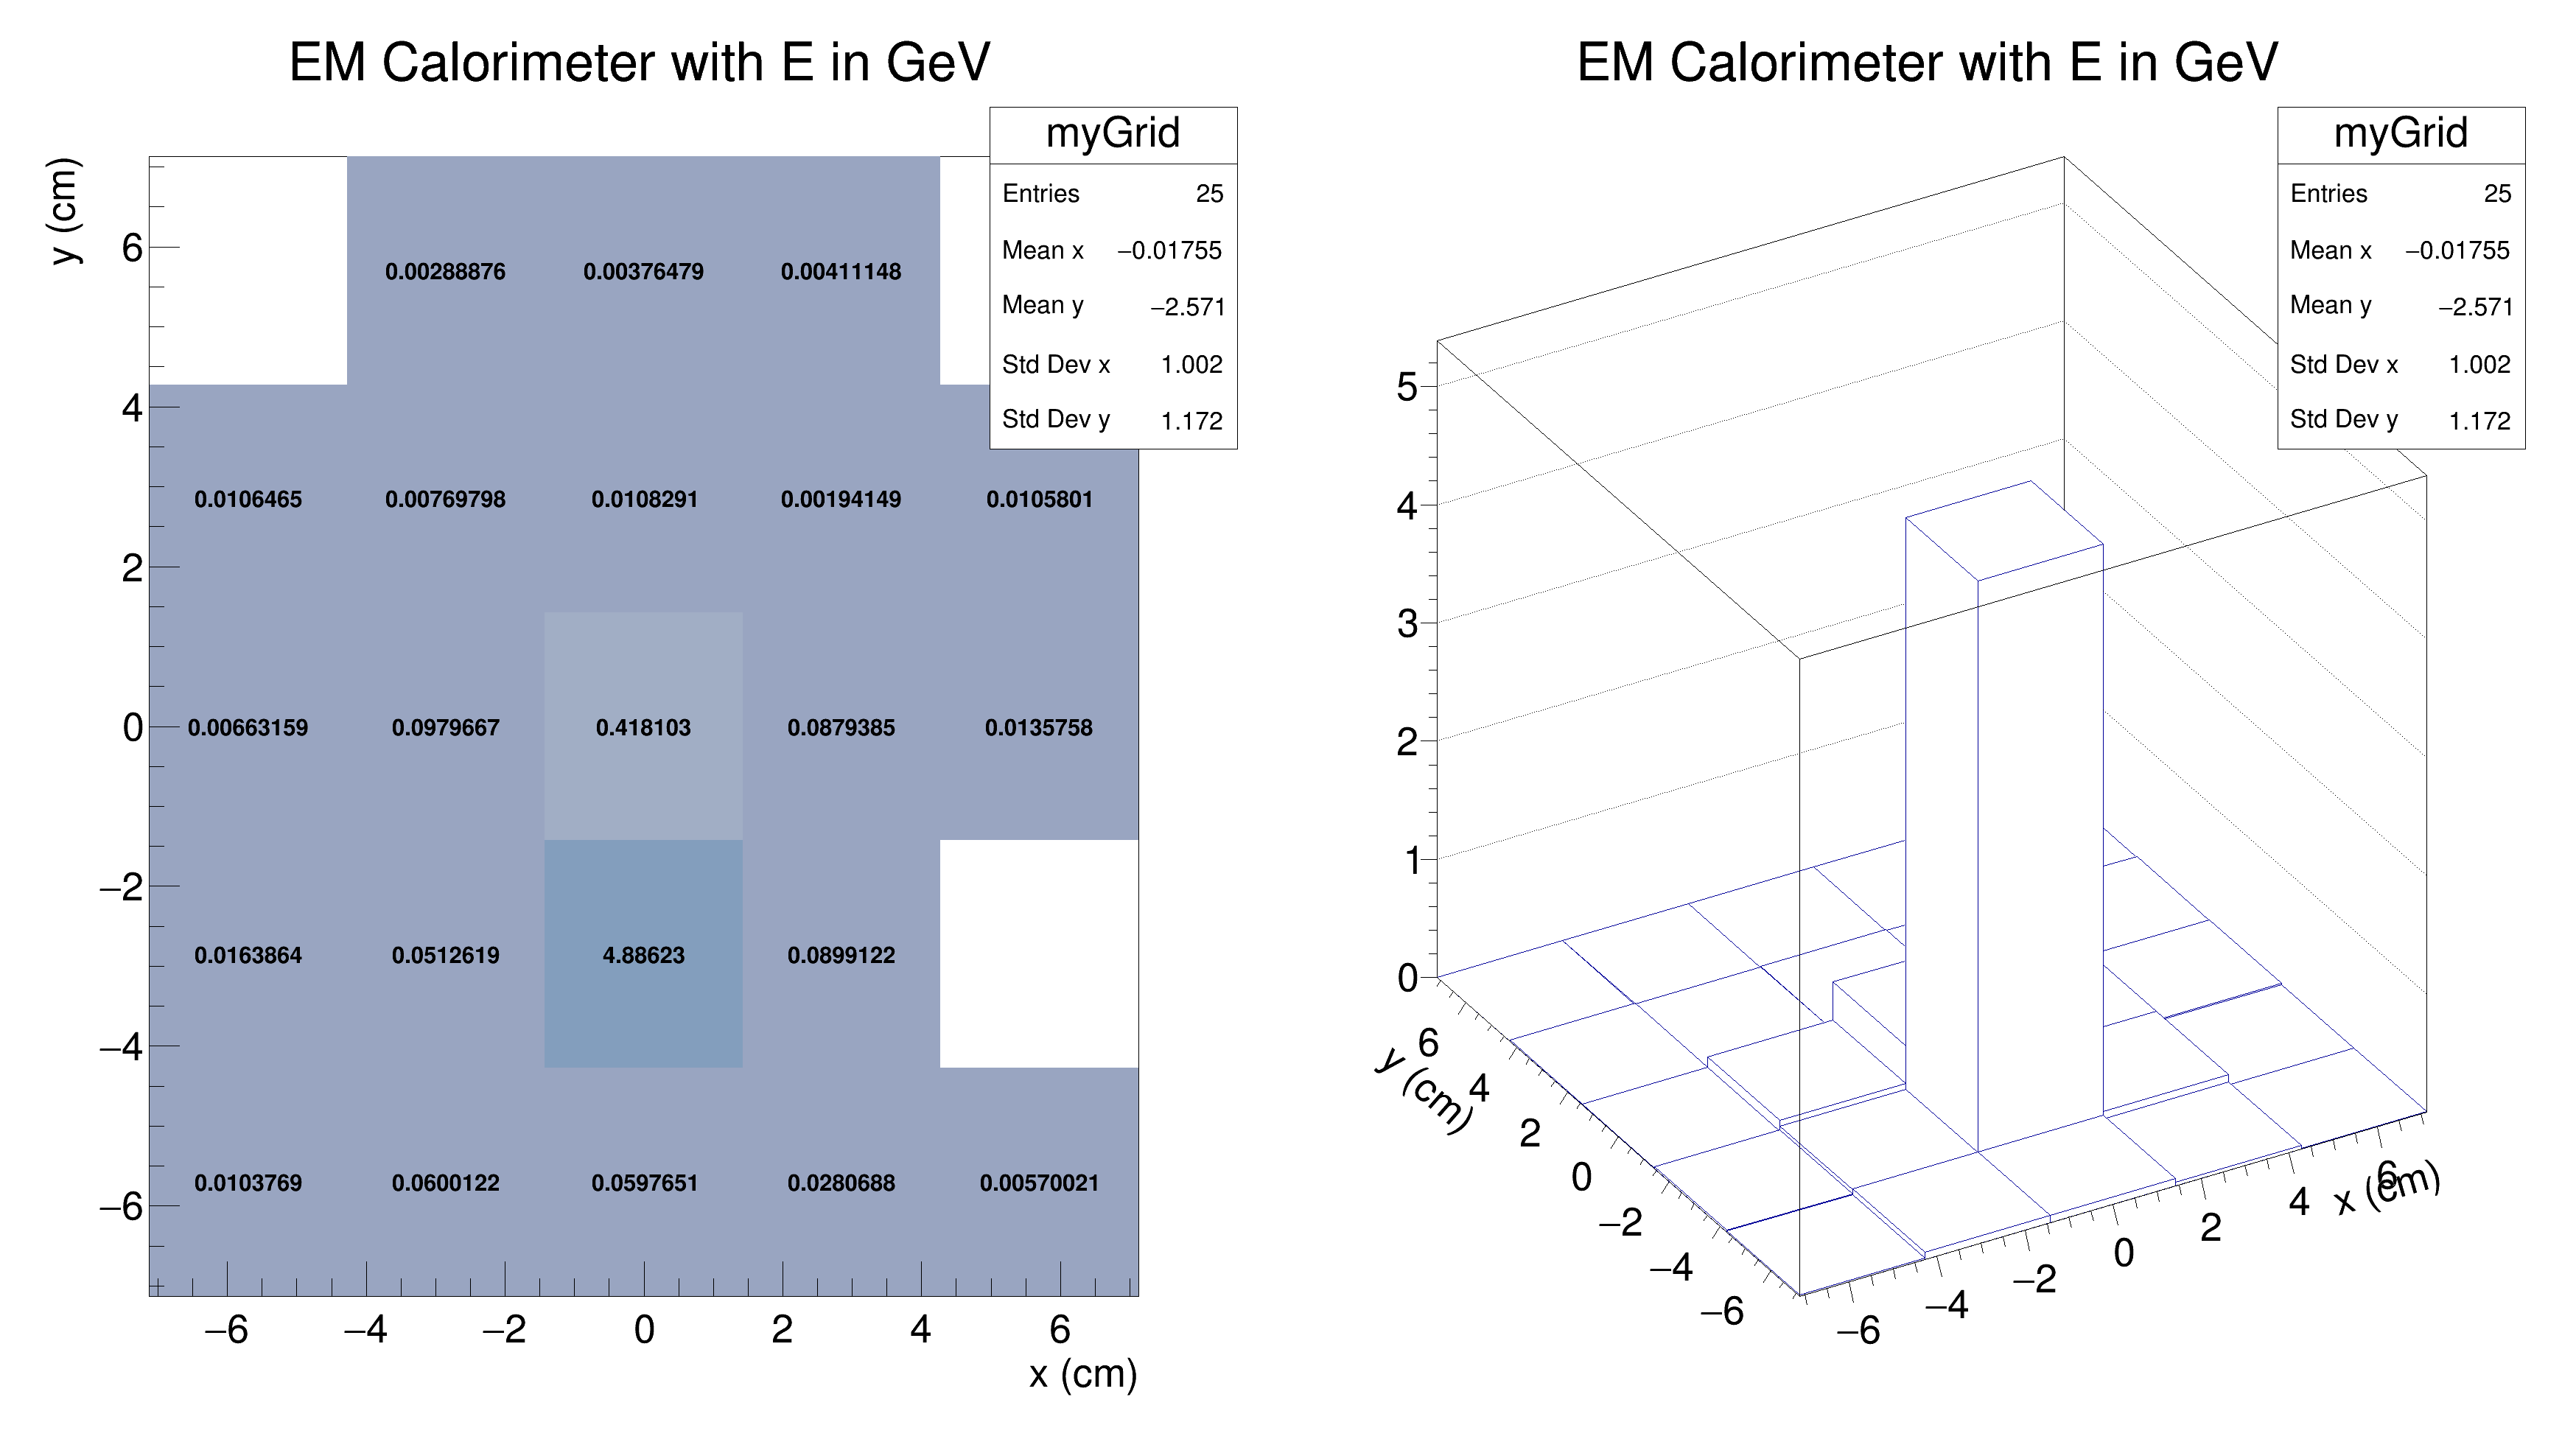 EM Calorimeter with E in GeV
myGrid
Entries 25
Mean x −0.01755
Mean y −2.571
Std Dev x 1.002
Std Dev y 1.172
y (cm)
6
4
2
0
−2
−4
−6
0.00288876 0.00376479 0.00411148
0.0106465 0.00769798 0.0108291 0.00194149 0.0105801
0.00663159 0.0979667 0.418103 0.0879385 0.0135758
0.0163864 0.0512619 4.88623 0.0899122
0.0103769 0.0600122 0.0597651 0.0280688 0.00570021
−6 −4 −2 0 2 4 6
x (cm)
EM Calorimeter with E in GeV
myGrid
Entries 25
Mean x −0.01755
Mean y −2.571
Std Dev x 1.002
Std Dev y 1.172
5
4
3
2
1
0
6
4
2
0
−2
−4
−6
y (cm)
−6 −4 −2 0 2 4 6
x (cm)